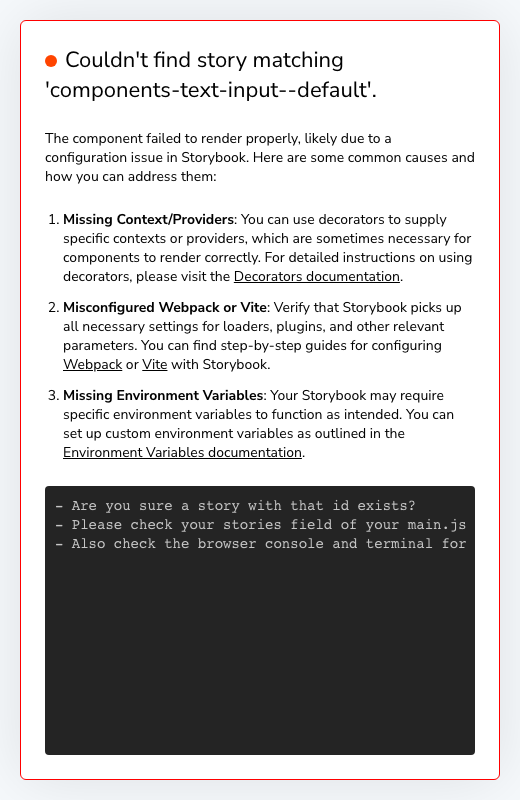 Couldn't find story matching
'components-text-input--default'.
The component failed to render properly, likely due to a
configuration issue in Storybook. Here are some common causes and
how you can address them:
1. Missing Context/Providers: You can use decorators to supply
specific contexts or providers, which are sometimes necessary for
components to render correctly. For detailed instructions on using
decorators, please visit the Decorators documentation.
2. Misconfigured Webpack or Vite: Verify that Storybook picks up
all necessary settings for loaders, plugins, and other relevant
parameters. You can find step-by-step guides for configuring
Webpack or Vite with Storybook.
3. Missing Environment Variables: Your Storybook may require
specific environment variables to function as intended. You can
set up custom environment variables as outlined in the
Environment Variables documentation.
- Are you sure a story with that id exists?
- Please check your stories field of your main.js
- Also check the browser console and terminal for